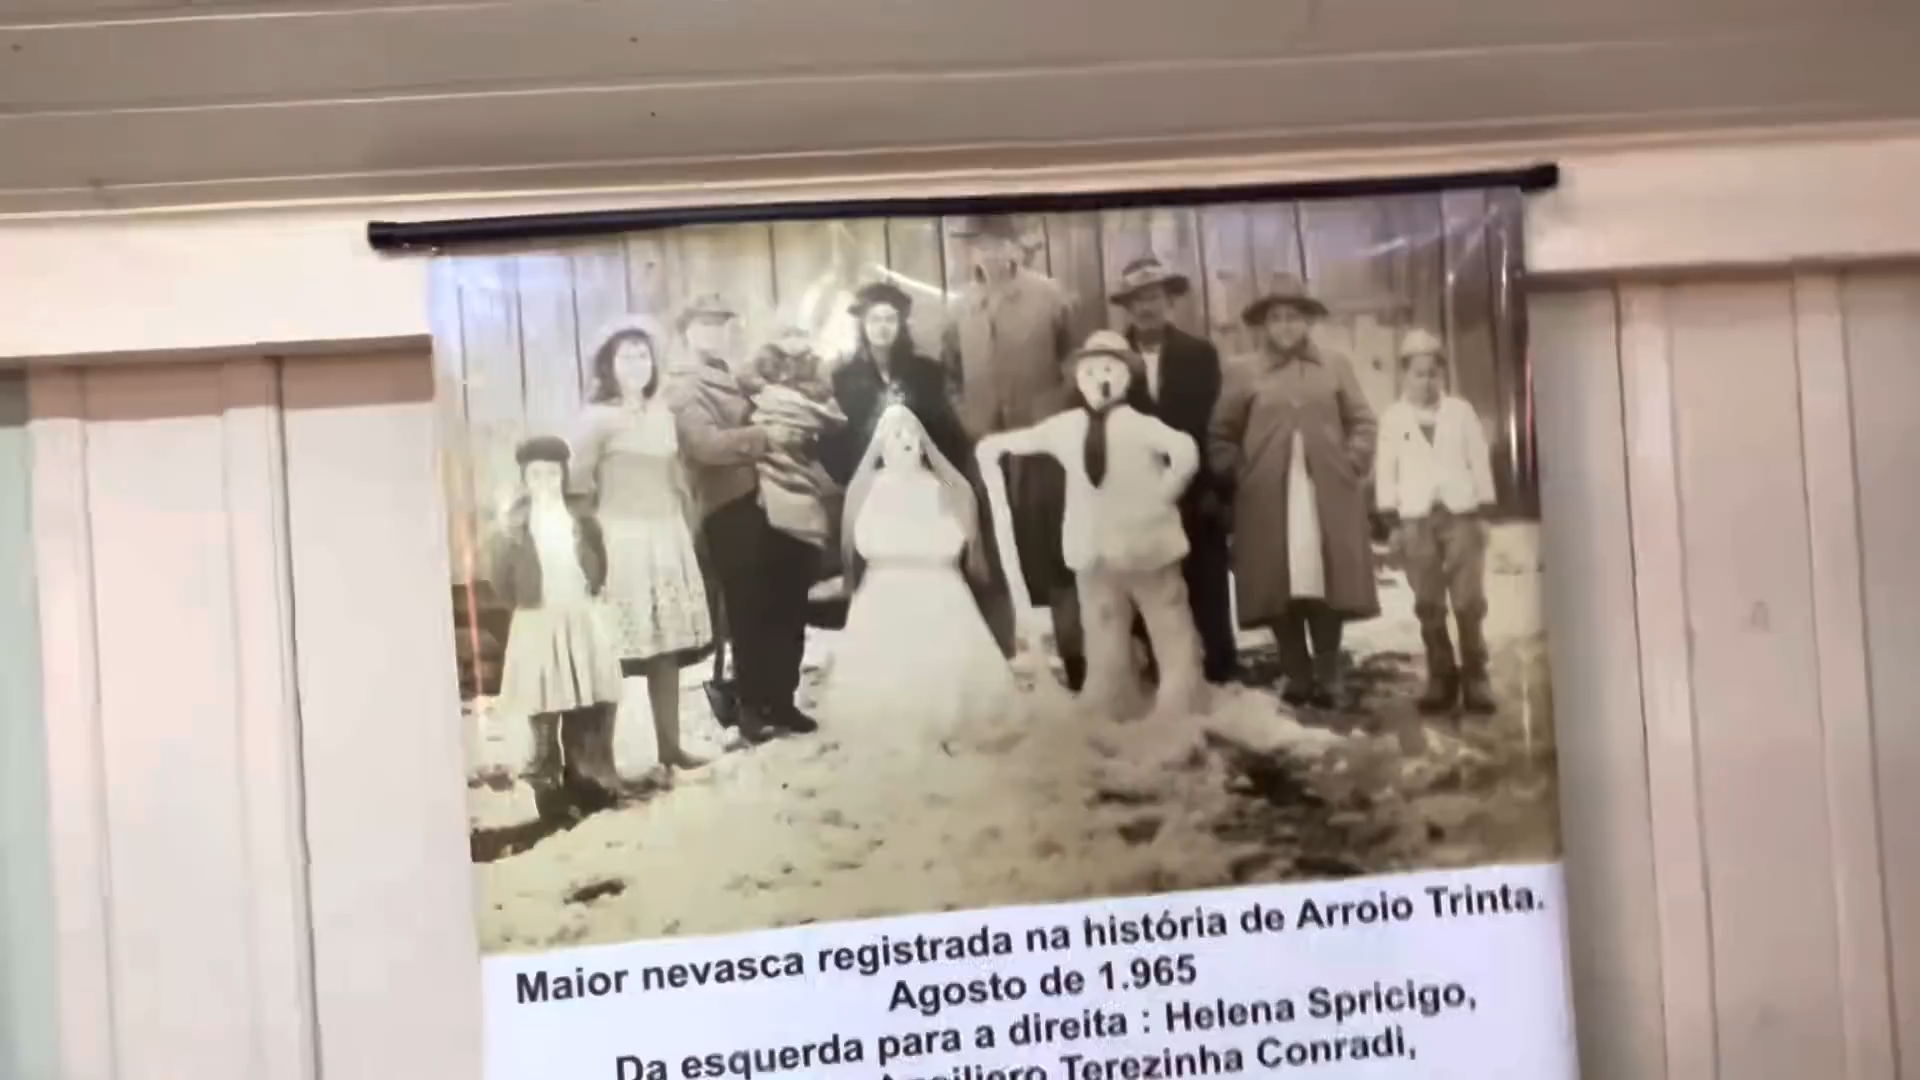 Maior nevasca registrada na história de Arroio Trinta.
Agosto de 1.965
Da esquerda para a direita : Helena Spricigo,
Terezinha Conradi,